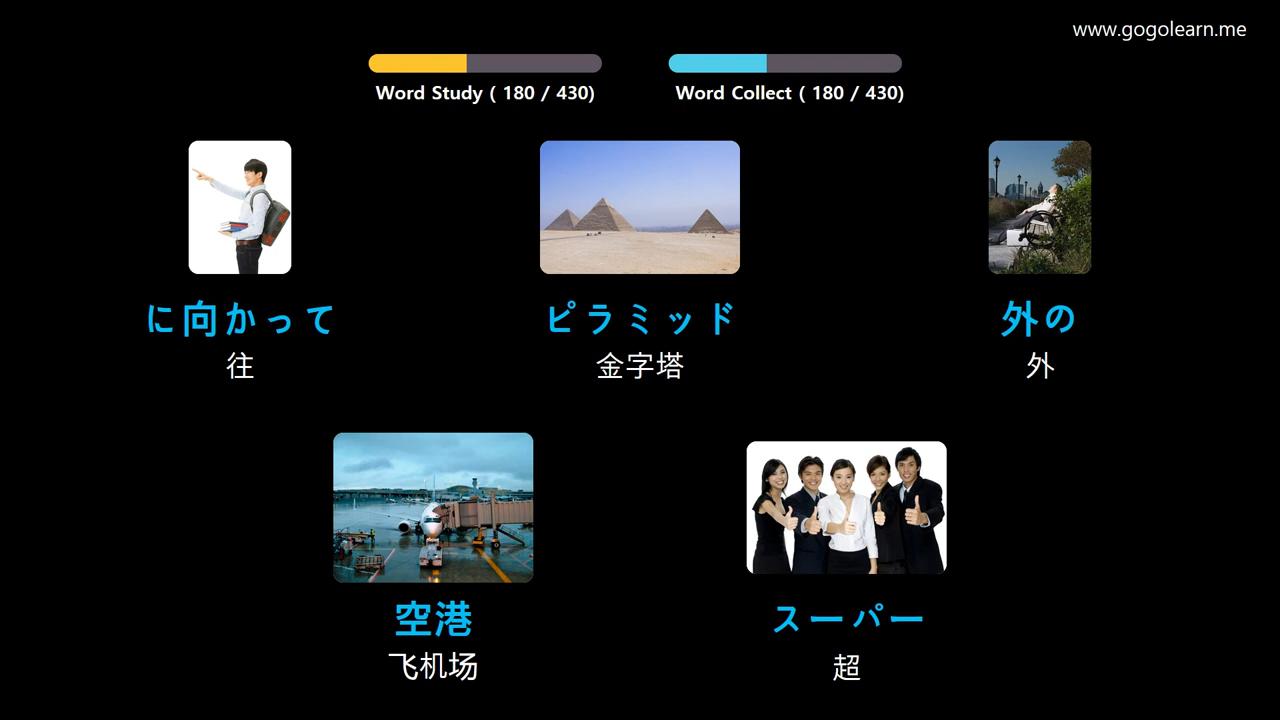 www.gogolearn.me
Word Study ( 180 / 430)
Word Collect ( 180 / 430)
に向かって
往
ピラミッド
金字塔
外の
外
空港
飞机场
スーパー
超